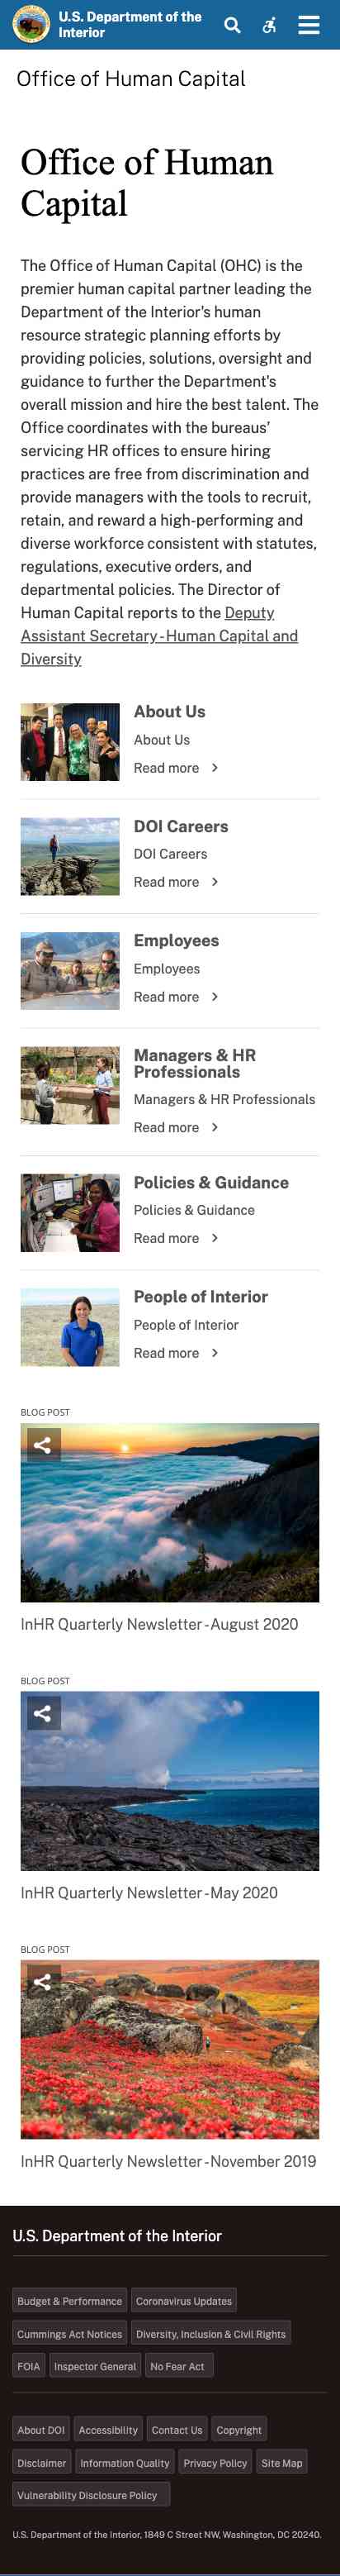 U.S. Department of the
Interior
Office of Human Capital
Office of Human
Capital
The Office of Human Capital (OHC) is the
premier human capital partner leading the
Department of the Interior's human
resource strategic planning efforts by
providing policies, solutions, oversight and
guidance to further the Department's
overall mission and hire the best talent. The
Office coordinates with the bureaus’
servicing HR offices to ensure hiring
practices are free from discrimination and
provide managers with the tools to recruit,
retain, and reward a high-performing and
diverse workforce consistent with statutes,
regulations, executive orders, and
departmental policies. The Director of
Human Capital reports to the Deputy
Assistant Secretary - Human Capital and
Diversity
About Us
About Us
Read more
DOI Careers
DOI Careers
Read more
Employees
Employees
Read more
Managers & HR
Professionals
Managers & HR Professionals
Read more
Policies & Guidance
Policies & Guidance
Read more
People of Interior
People of Interior
Read more
BLOG POST
InHR Quarterly Newsletter - August 2020
BLOG POST
InHR Quarterly Newsletter - May 2020
BLOG POST
InHR Quarterly Newsletter - November 2019
U.S. Department of the Interior
Budget & Performance Coronavirus Updates
Cummings Act Notices Diversity, Inclusion & Civil Rights
FOIA Inspector General No Fear Act
About DOI Accessibility Contact Us Copyright
Disclaimer Information Quality Privacy Policy Site Map
Vulnerability Disclosure Policy
U.S. Department of the Interior, 1849 C Street NW, Washington, DC 20240.